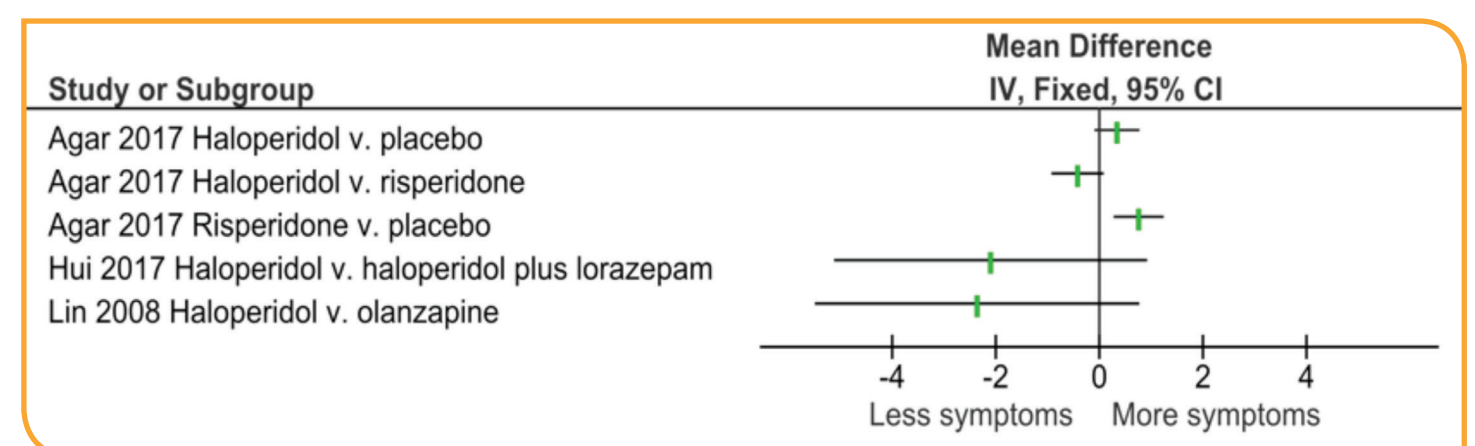 Mean Difference
Study or Subgroup IV, Fixed, 95% CI
Agar 2017 Haloperidol v. placebo
Agar 2017 Haloperidol v. risperidone
Agar 2017 Risperidone v. placebo
Hui 2017 Haloperidol v. haloperidol plus lorazepam
Lin 2008 Haloperidol v. olanzapine
-4 -2 0 2 4
Less symptoms More symptoms